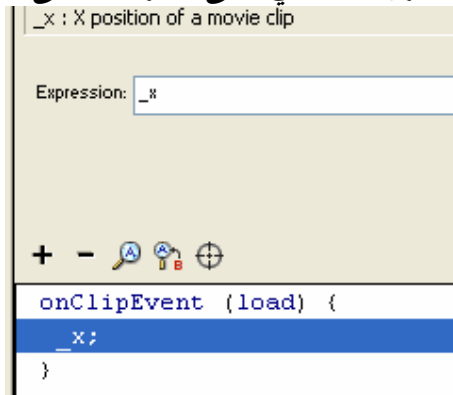 _x : X position of a movie clip
Expression: _x
onClipEvent (load) {
_x;
}